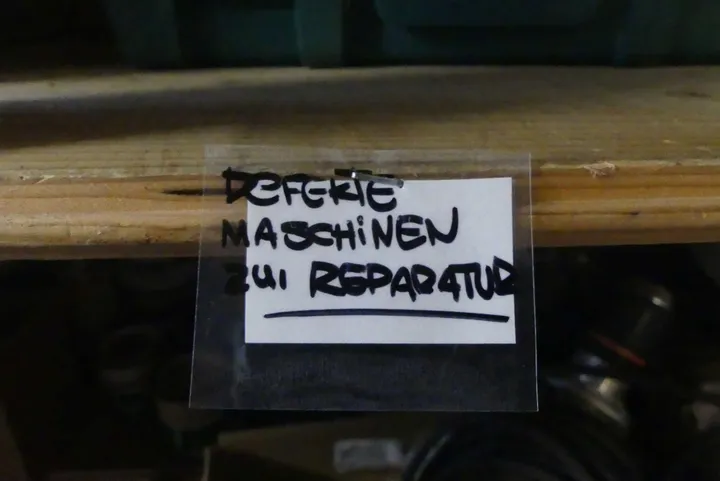 DEFEKTE
MASCHiNEN
ZUR REPARATUR